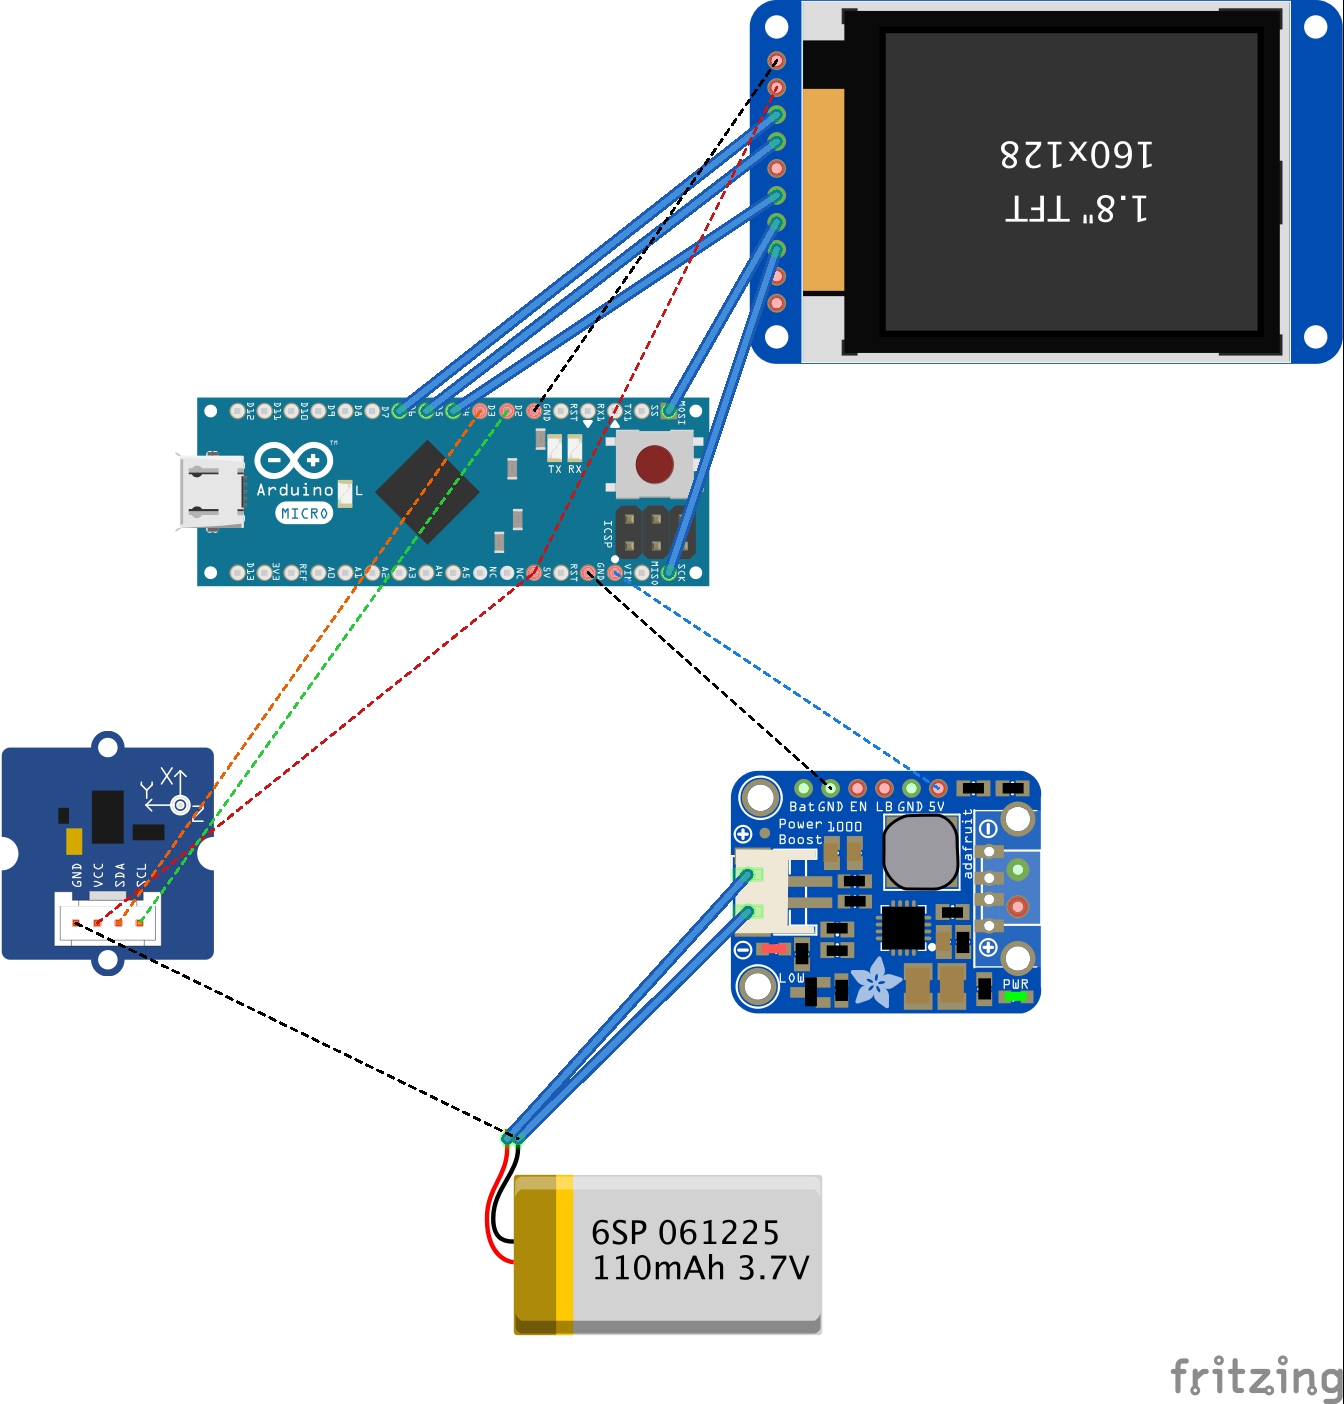 160x128
1.8" TFT
D12
D11
D10
D9
D8
D7
D6
D5
D4
D3
D2
GND
RST
RX1
TX1
SS
MOSI
TM
TX RX
Arduino
L
MICRO
ICSP
D13
3V3
REF
A0
A1
A2
A3
A4
A5
NC
NC
5V
RST
GND
VIN
MISO
SCK
X
Y
Z
GND
VCC
SDA
SCL
Bat GND EN LB GND 5V
Power 1000
Boost
adafruit
LOW
PWR
6SP 061225
110mAh 3.7V
fritzing